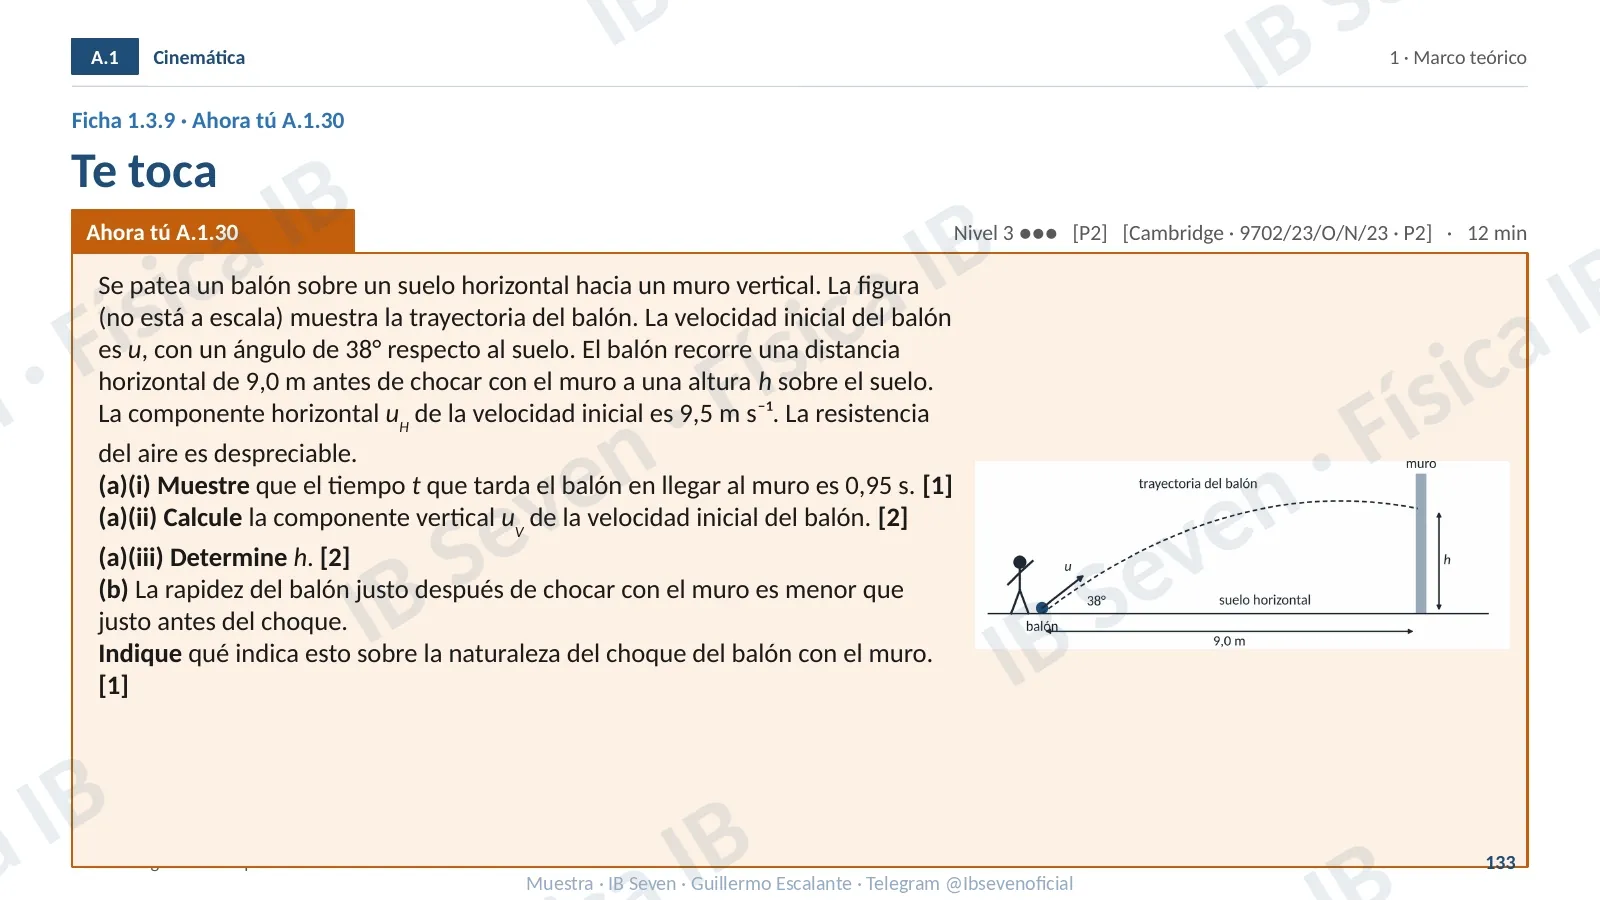 A.1 Cinemática
1 · Marco teórico
Ficha 1.3.9 · Ahora tú A.1.30
Te toca
Ahora tú A.1.30
Nivel 3 ●●● [P2] [Cambridge · 9702/23/O/N/23 · P2] · 12 min
Se patea un balón sobre un suelo horizontal hacia un muro vertical. La figura
(no está a escala) muestra la trayectoria del balón. La velocidad inicial del balón
es u, con un ángulo de 38° respecto al suelo. El balón recorre una distancia
horizontal de 9,0 m antes de chocar con el muro a una altura h sobre el suelo.
La componente horizontal u_H de la velocidad inicial es 9,5 m s⁻¹. La resistencia
del aire es despreciable.
(a)(i) Muestre que el tiempo t que tarda el balón en llegar al muro es 0,95 s. [1]
(a)(ii) Calcule la componente vertical u_V de la velocidad inicial del balón. [2]
(a)(iii) Determine h. [2]
(b) La rapidez del balón justo después de chocar con el muro es menor que
justo antes del choque.
Indique qué indica esto sobre la naturaleza del choque del balón con el muro.
[1]
muro
trayectoria del balón
u
h
38°
suelo horizontal
balón
9,0 m
133
Muestra · IB Seven · Guillermo Escalante · Telegram @Ibsevenoficial
IB Seven · Física IB